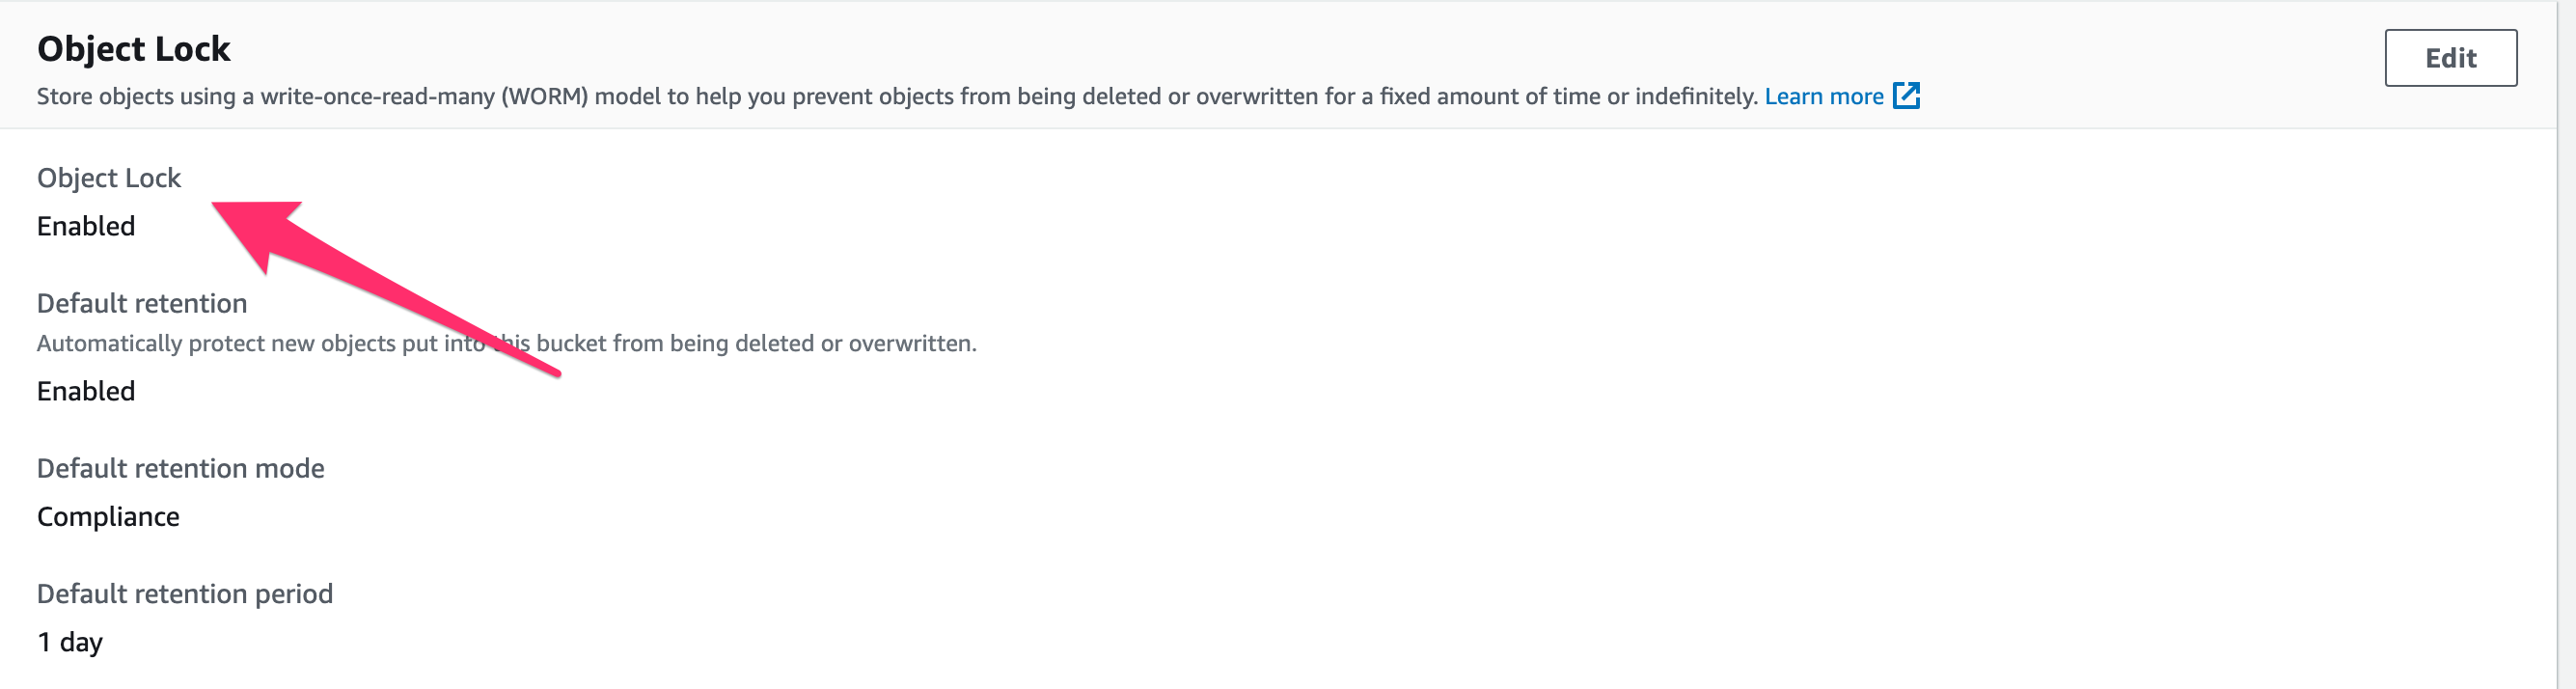 Object Lock
Edit
Store objects using a write-once-read-many (WORM) model to help you prevent objects from being deleted or overwritten for a fixed amount of time or indefinitely. Learn more
Object Lock
Enabled
Default retention
Automatically protect new objects put into this bucket from being deleted or overwritten.
Enabled
Default retention mode
Compliance
Default retention period
1 day